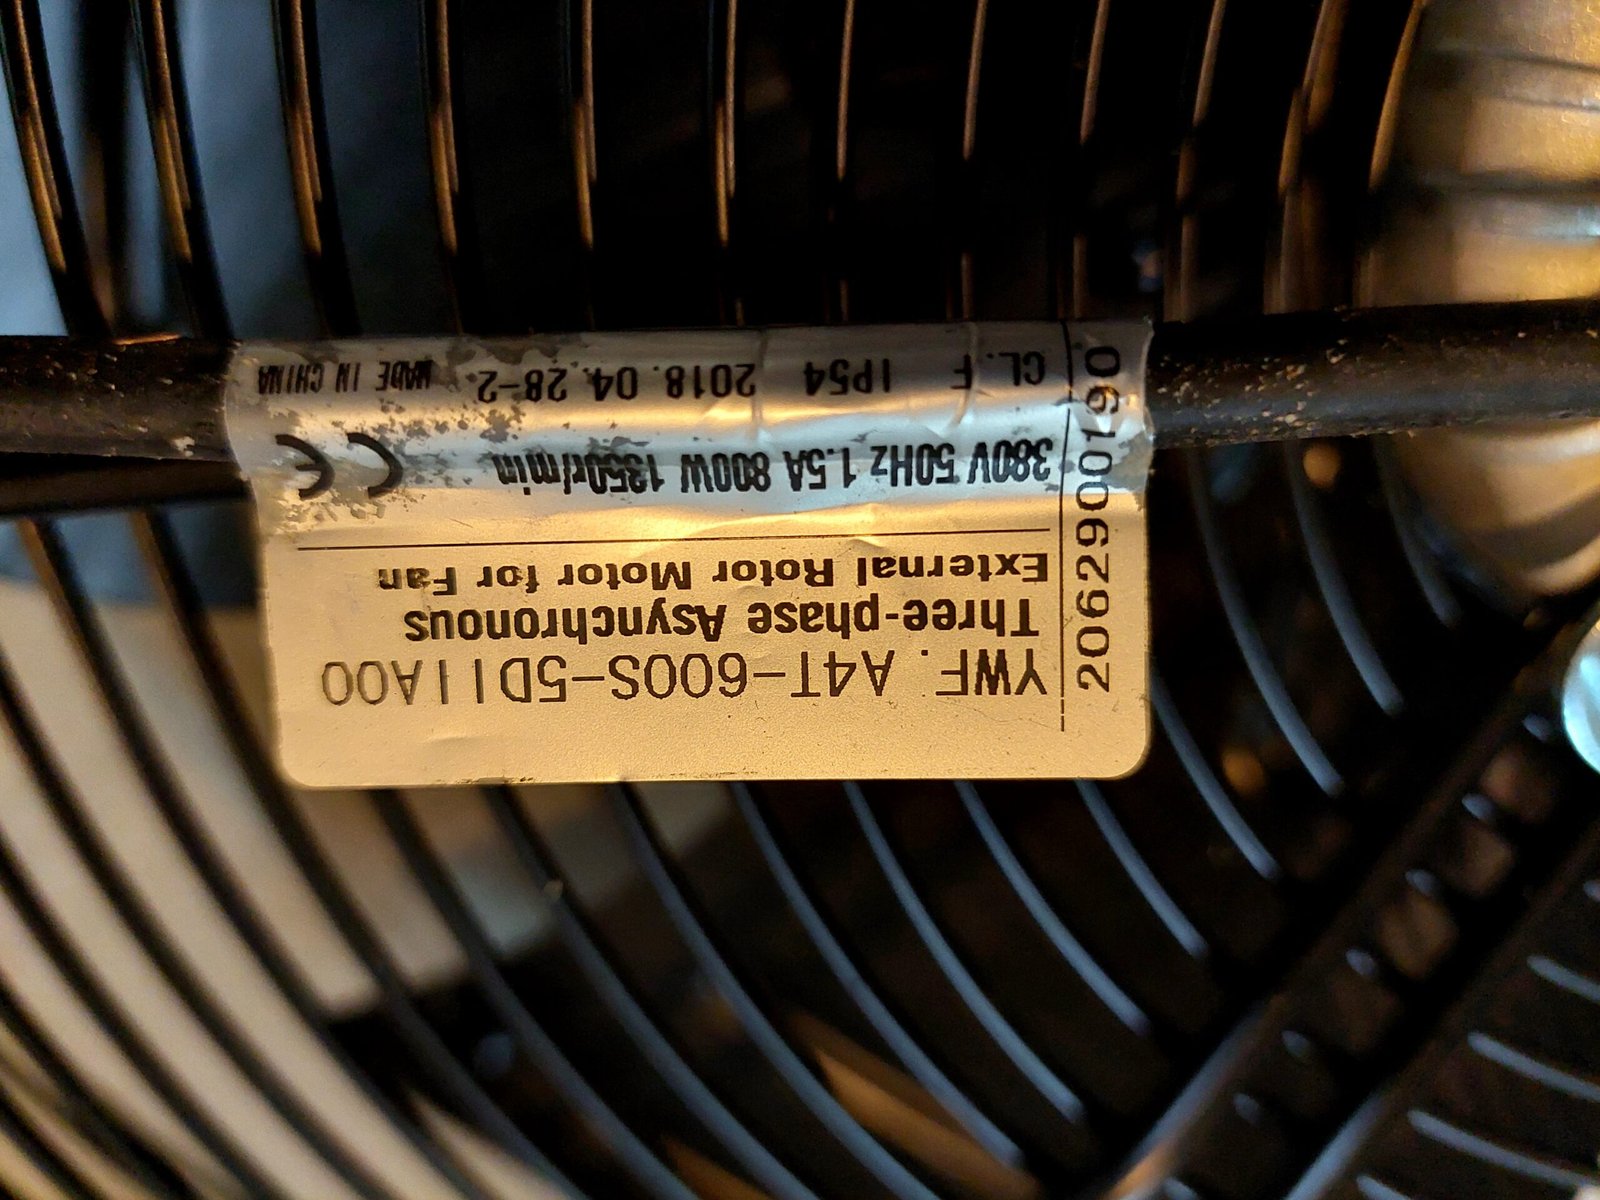 YWF. A4T-600S-5DIIA00
Three-phase Asynchronous
External Rotor Motor for Fan
380V 50Hz 1.5A 800W 1350r/min
CE
CL. F IP54 2018.04.28-2 MADE IN CHINA
2062900190